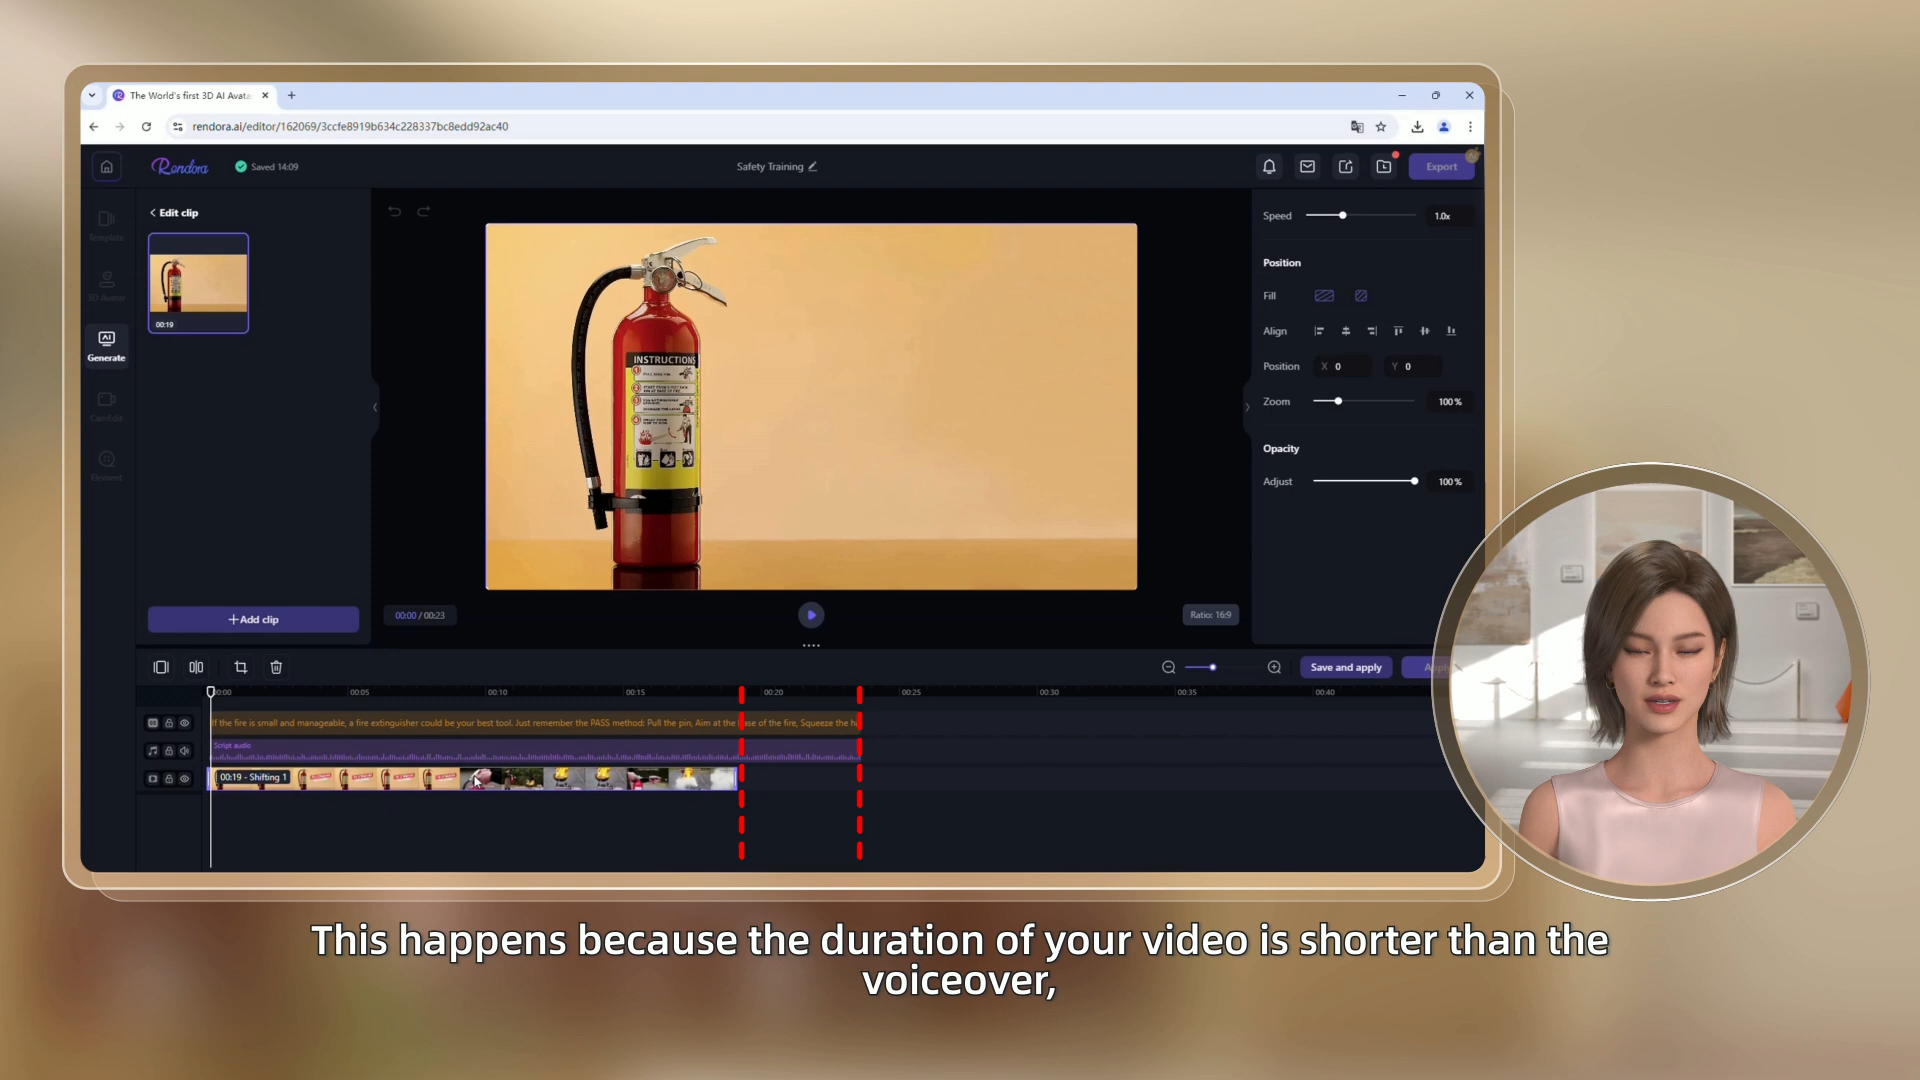 The World's first 3D AI Avata
rendora.ai/editor/162069/3ccfe8919b634c228337bc8edd92ac40
Rendora
Saved 14:09
Safety Training
Export
Template
3D Avatar
Generate
Element
Edit clip
00:19
+Add clip
INSTRUCTIONS
00:00 / 00:23
Ratio: 16:9
Speed
1.0x
Position
Fill
Align
Position
X 0
Y 0
Zoom
100%
Opacity
Adjust
100%
Save and apply
00:00
00:05
00:10
00:15
00:20
00:25
00:30
00:35
00:40
If the fire is small and manageable, a fire extinguisher could be your best tool. Just remember the PASS method: Pull the pin, Aim at the base of the fire, Squeeze the
Script audio
00:19 - Shifting 1
This happens because the duration of your video is shorter than the
voiceover,